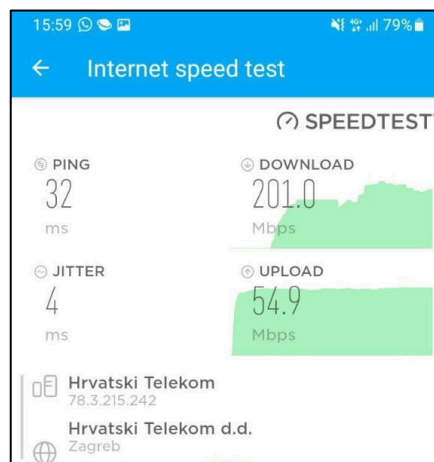 15:59 79%
Internet speed test
SPEEDTEST
PING
32
ms
DOWNLOAD
201.0
Mbps
JITTER
4
ms
UPLOAD
54.9
Mbps
Hrvatski Telekom
78.3.215.242
Hrvatski Telekom d.d.
Zagreb